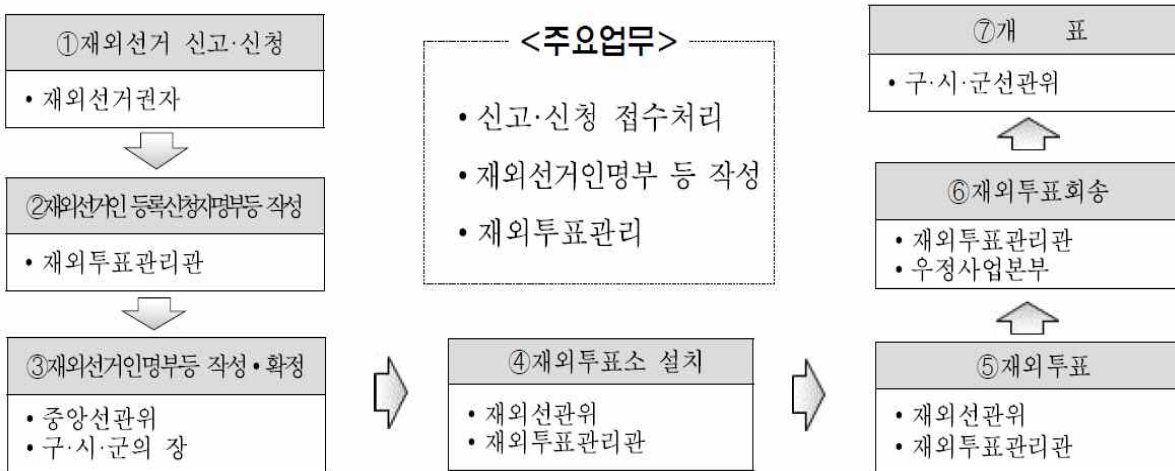 ①재외선거 신고·신청
• 재외선거권자
②재외선거인 등록신청자명부등 작성
• 재외투표관리관
③재외선거인명부등 작성•확정
• 중앙선관위
• 구·시·군의 장
<주요업무>
• 신고·신청 접수처리
• 재외선거인명부 등 작성
• 재외투표관리
④재외투표소 설치
• 재외선관위
• 재외투표관리관
⑤재외투표
• 재외선관위
• 재외투표관리관
⑥재외투표회송
• 재외투표관리관
• 우정사업본부
⑦개 표
• 구·시·군선관위